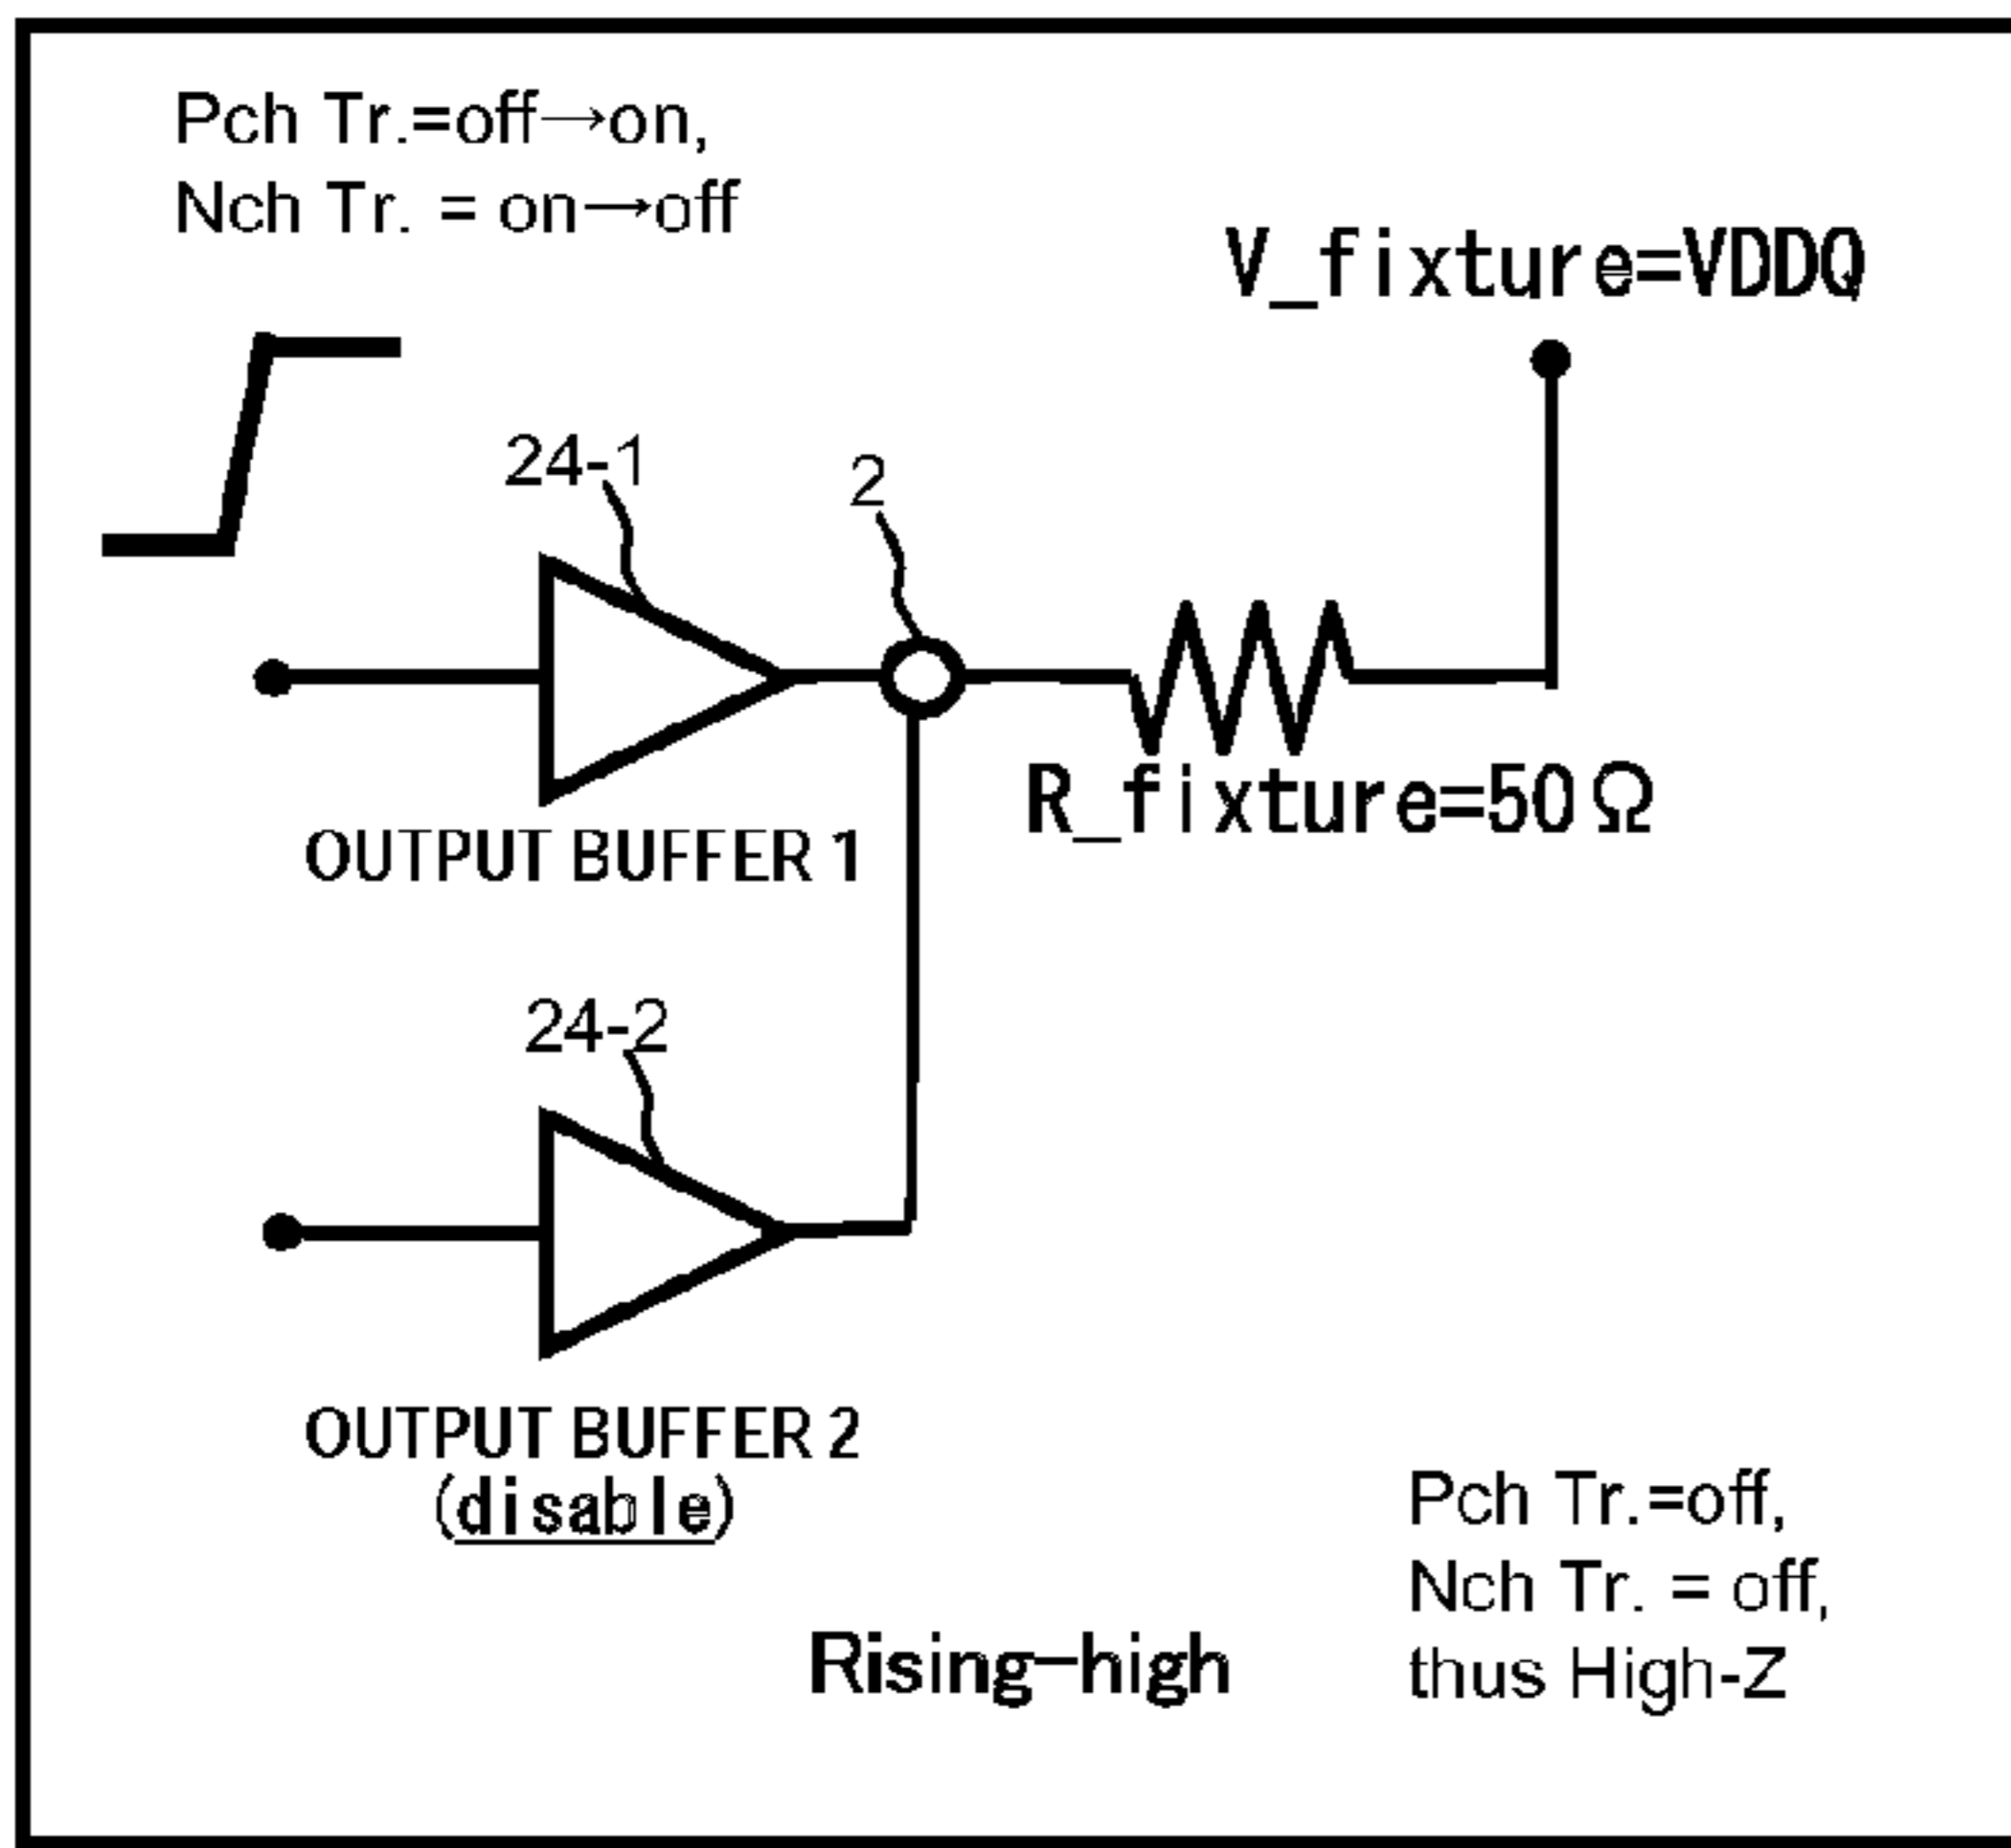 Pch Tr.=off→on,
Nch Tr. = on→off
V_fixture=VDDQ
24-1
2
R_fixture=50Ω
OUTPUT BUFFER 1
24-2
OUTPUT BUFFER 2
(disable)
Pch Tr.=off,
Nch Tr. = off,
thus High-Z
Rising-high